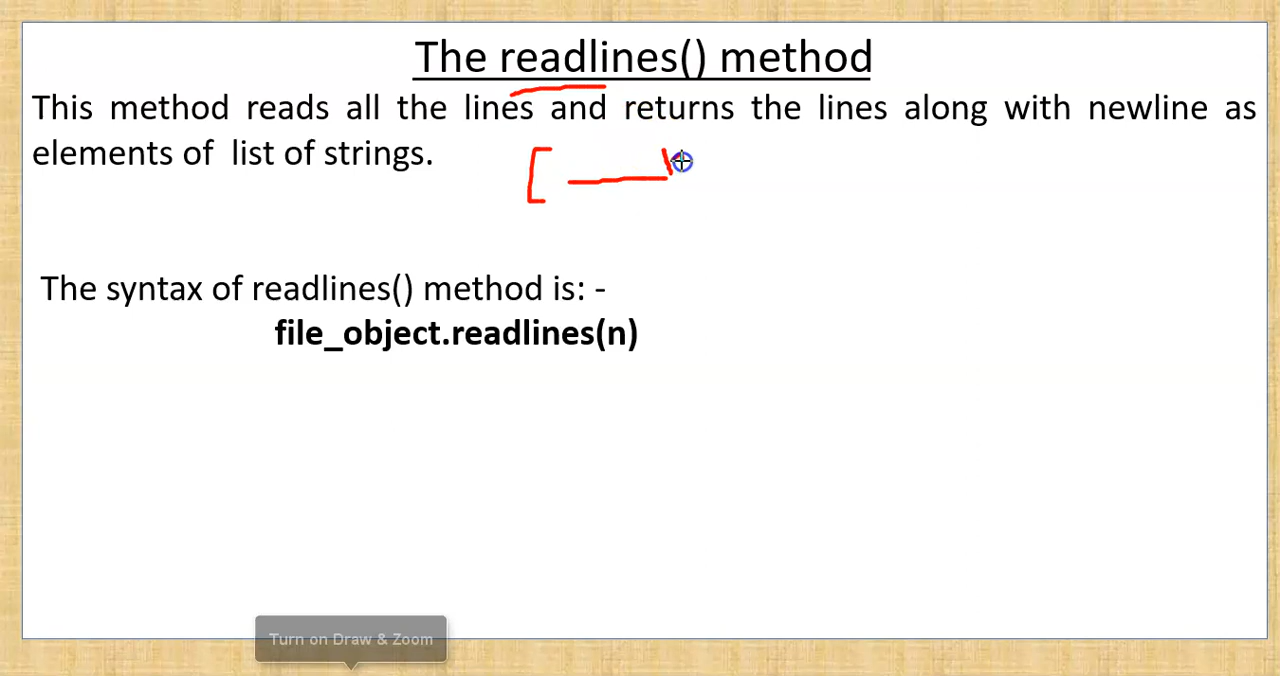 The readlines() method
This method reads all the lines and returns the lines along with newline as
elements of list of strings.
The syntax of readlines() method is: -
file_object.readlines(n)
Turn on Draw & Zoom